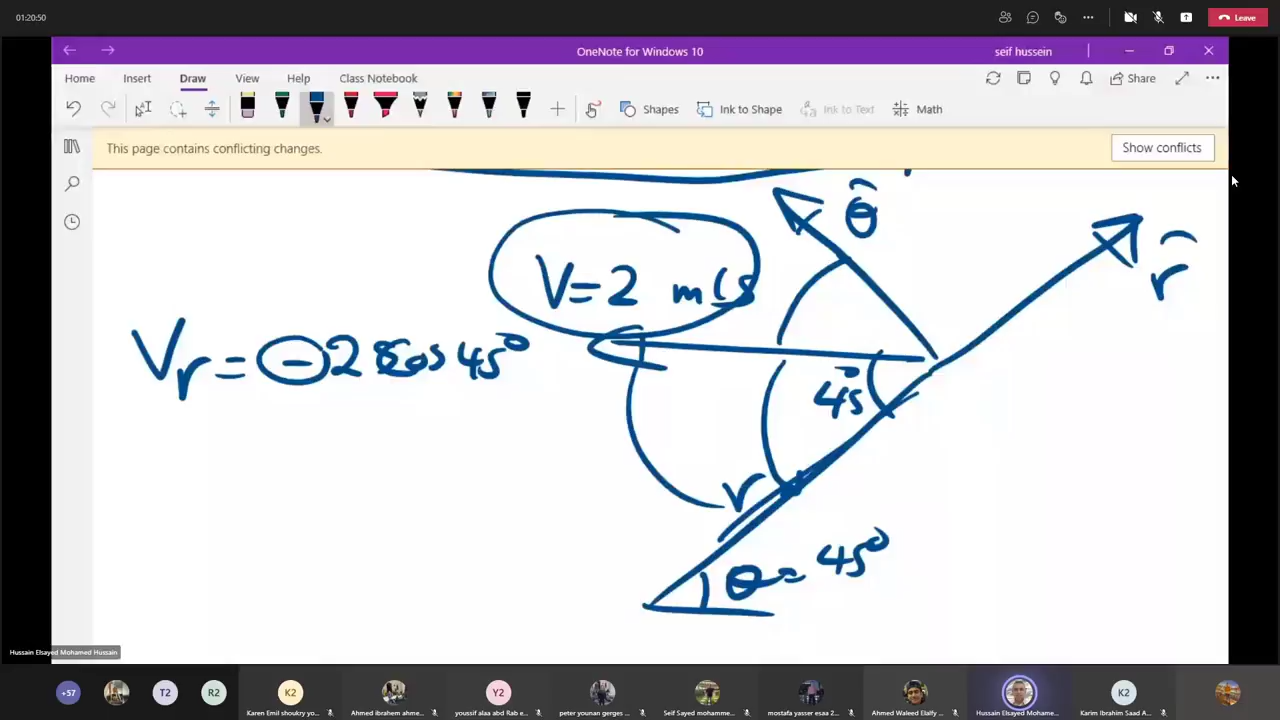 01:20:50
Leave
OneNote for Windows 10
seif hussein
Home Insert Draw View Help Class Notebook
Share
Shapes Ink to Shape Ink to Text Math
This page contains conflicting changes.
Show conflicts
θ̂
r̂
V=2 m/s
Vr = -2 cos 45°
45°
r
θ = 45°
Hussain Elsayed Mohamed Hussain
+57 T2 R2 K2 Y2 K2
Karen Emil shoukry yo... Ahmed ibrahem ahme... youssif alaa abd Rab e... peter younan gerges ... Seif Sayed mohamme... mostafa yasser esaa 2... Ahmed Waleed Elalfy ... Hussain Elsayed Mohame... Karim Ibrahim Saad A...